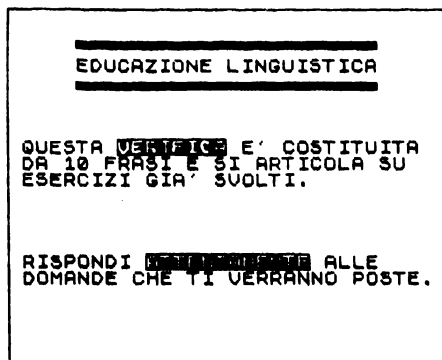 EDUCAZIONE LINGUISTICA
QUESTA VERIFICA E' COSTITUITA
DA 10 FRASI E SI ARTICOLA SU
ESERCIZI GIA' SVOLTI.
RISPONDI ALLE
DOMANDE CHE TI VERRANNO POSTE.